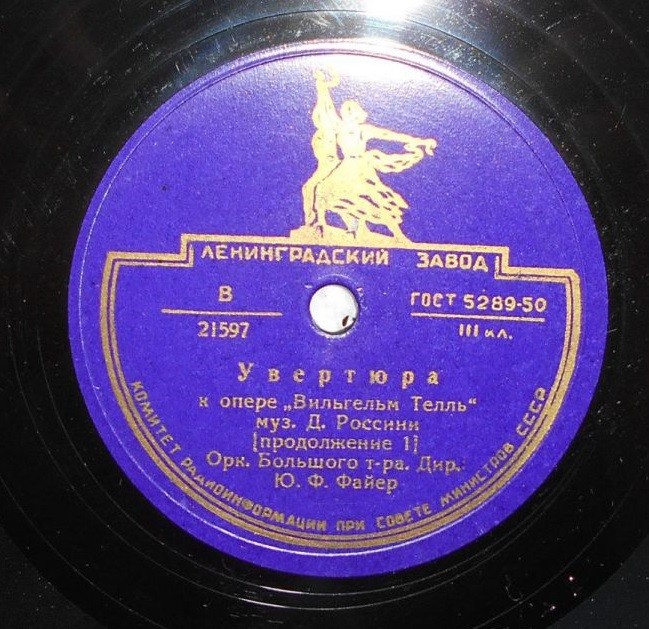 ЛЕНИНГРАДСКИЙ ЗАВОД
В
21597
ГОСТ 5289-50
III кл.
Увертюра
к опере „Вильгельм Телль“
муз. Д. Россини
[продолжение 1]
Орк. Большого т-ра. Дир.:
Ю. Ф. Файер
КОМИТЕТ РАДИОИНФОРМАЦИИ ПРИ СОВЕТЕ МИНИСТРОВ СССР